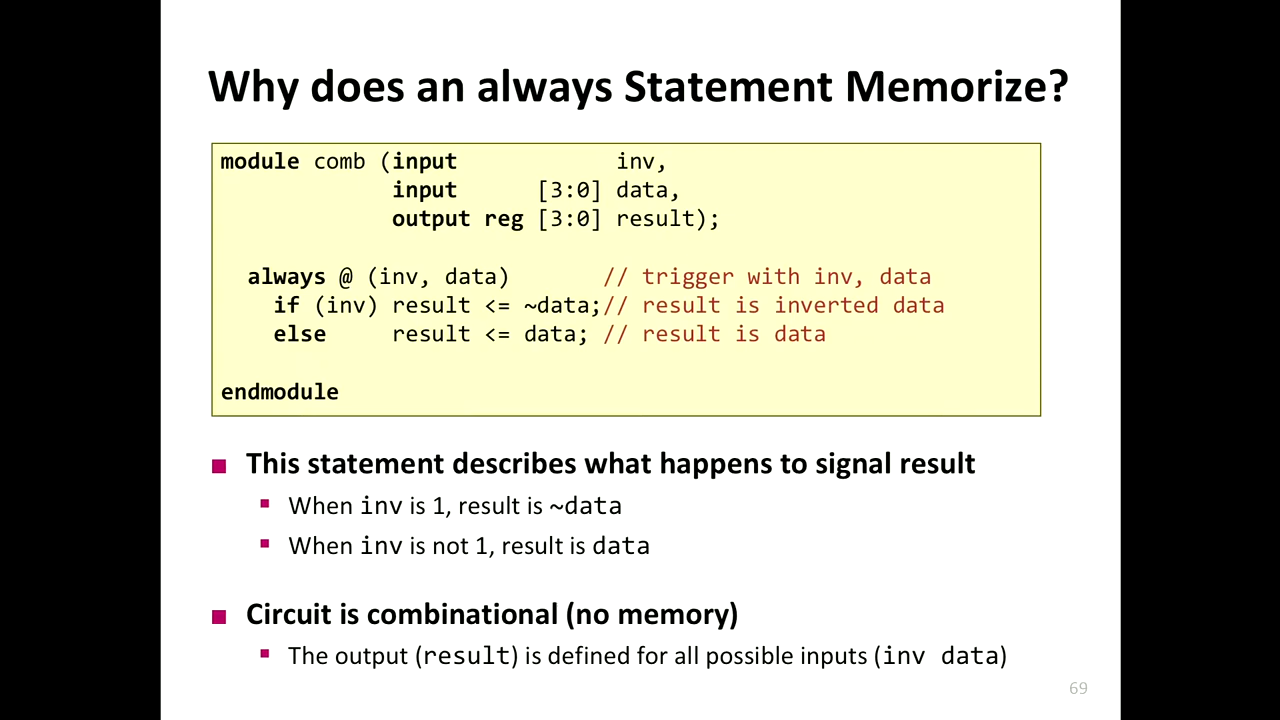 Why does an always Statement Memorize?
module comb (input            inv,
             input      [3:0] data,
             output reg [3:0] result);
  always @ (inv, data)       // trigger with inv, data
    if (inv) result <= ~data;// result is inverted data
    else     result <= data; // result is data
endmodule
■ This statement describes what happens to signal result
▪ When inv is 1, result is ~data
▪ When inv is not 1, result is data
■ Circuit is combinational (no memory)
▪ The output (result) is defined for all possible inputs (inv data)
69